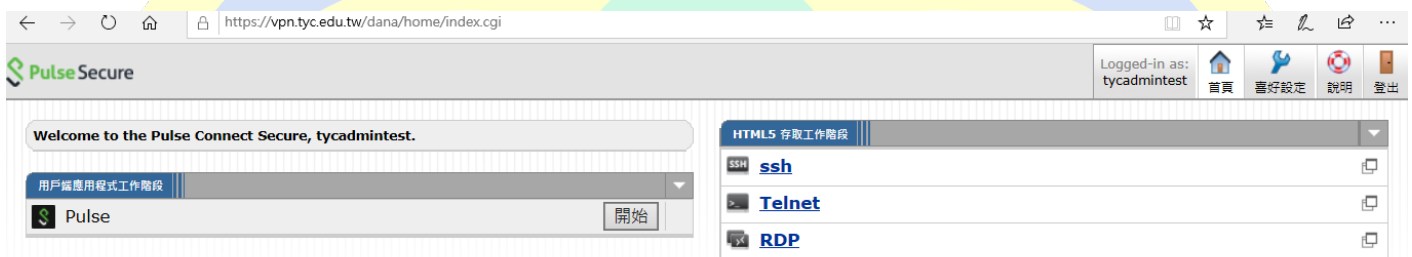 https://vpn.tyc.edu.tw/dana/home/index.cgi
Pulse Secure
Logged-in as:
tycadmintest
首頁
喜好設定
說明
登出
Welcome to the Pulse Connect Secure, tycadmintest.
用戶端應用程式工作階段
Pulse
開始
HTML5 存取工作階段
SSH ssh
Telnet
RDP